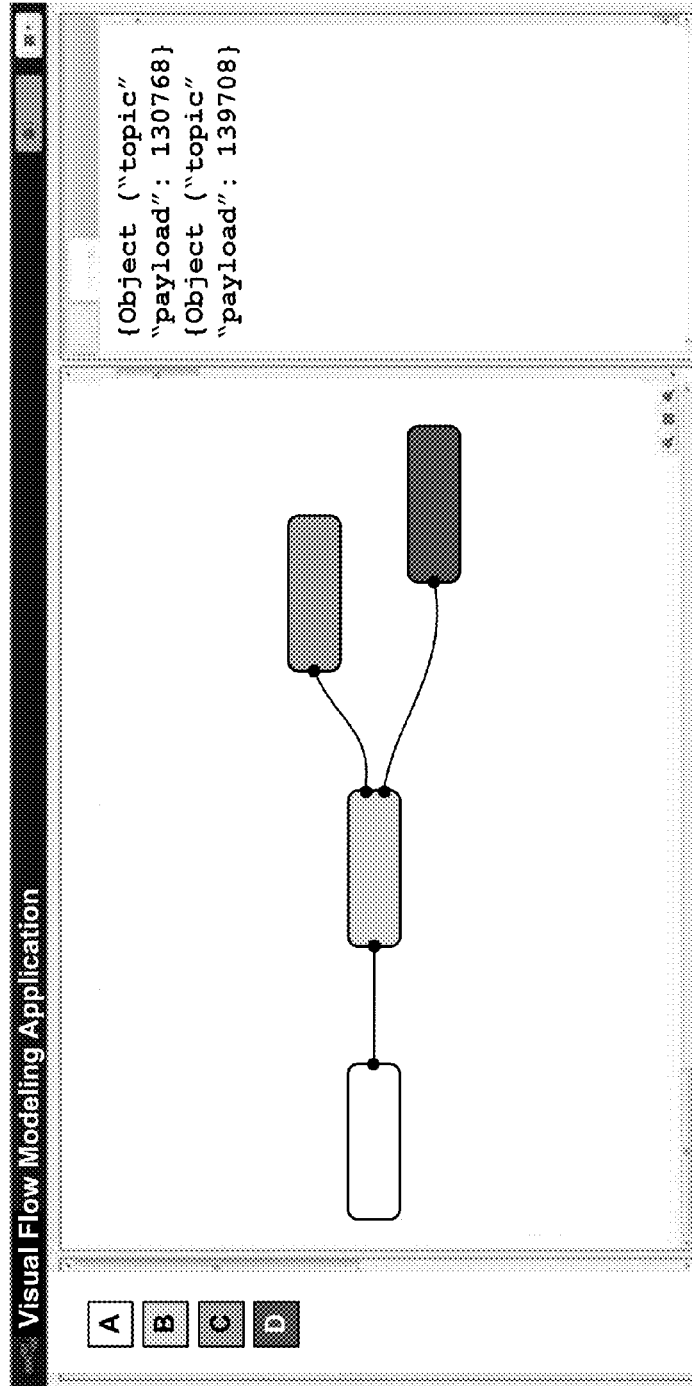 Visual Flow Modeling Application
A
B
C
D
{Object (‟topic”
‟payload”: 130768}
{Object (‟topic”
‟payload”: 139708}